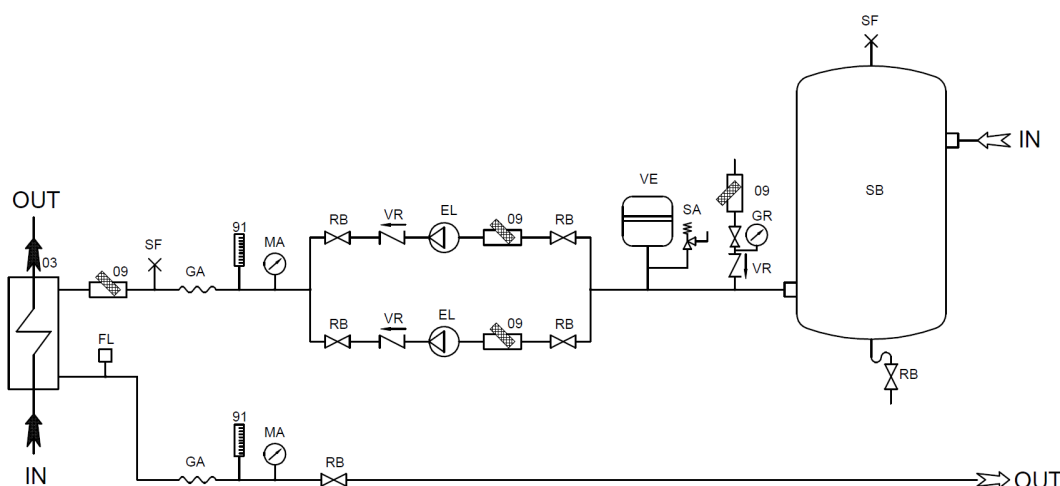 SF
IN
SB
VE
SA
09
GR
VR
OUT
03
09
SF
GA
91
MA
RB
VR
EL
09
RB
RB
VR
EL
09
RB
RB
FL
IN
GA
91
MA
RB
OUT